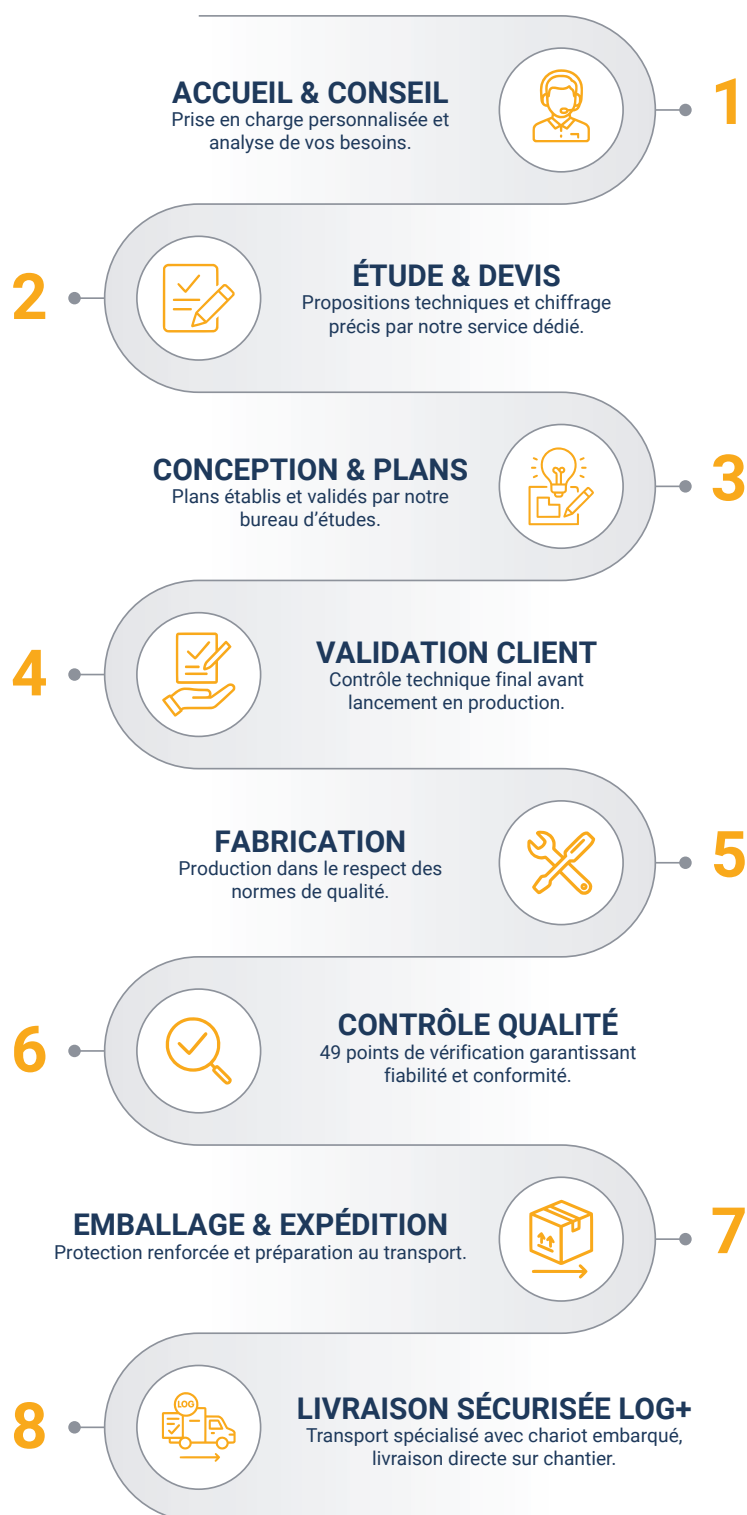 ACCUEIL & CONSEIL
Prise en charge personnalisée et
analyse de vos besoins.
1
2
ÉTUDE & DEVIS
Propositions techniques et chiffrage
précis par notre service dédié.
CONCEPTION & PLANS
Plans établis et validés par notre
bureau d’études.
3
4
VALIDATION CLIENT
Contrôle technique final avant
lancement en production.
FABRICATION
Production dans le respect des
normes de qualité.
5
6
CONTRÔLE QUALITÉ
49 points de vérification garantissant
fiabilité et conformité.
EMBALLAGE & EXPÉDITION
Protection renforcée et préparation au transport.
7
8
LOG
LIVRAISON SÉCURISÉE LOG+
Transport spécialisé avec chariot embarqué,
livraison directe sur chantier.